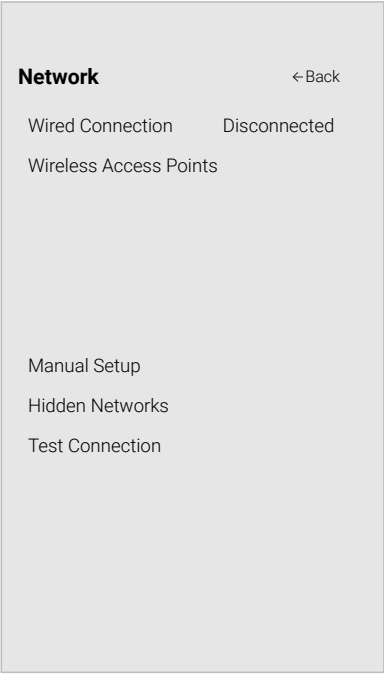 Network ←Back
Wired Connection Disconnected
Wireless Access Points
Manual Setup
Hidden Networks
Test Connection